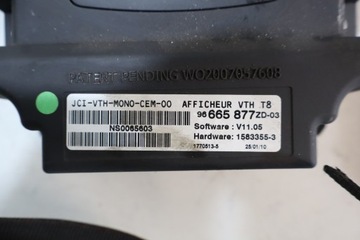 PATENT PENDING WO2007057608
JCI-VTH-MONO-CEM-00 AFFICHEUR VTH T8
96 665 877ZD-03
NS0065603
Software : V11.05
Hardware: 1583355-3
1770513-5 25/01/10